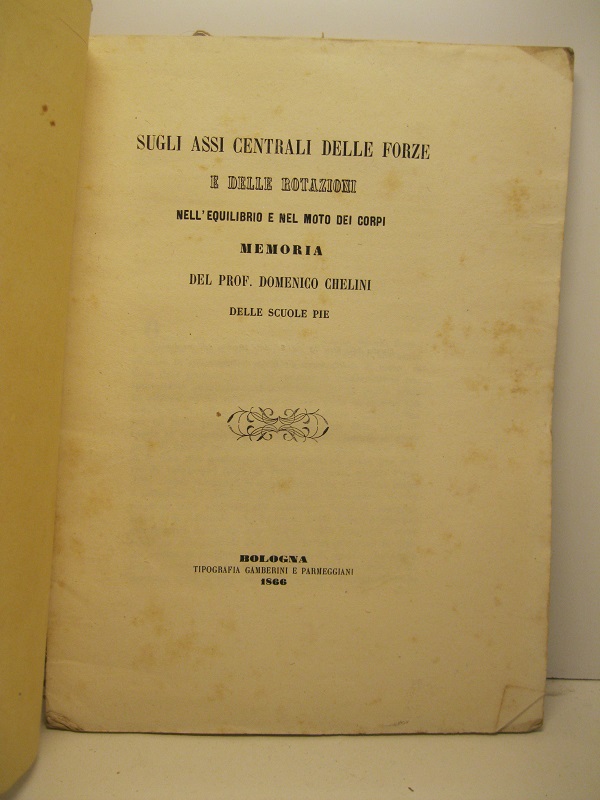 SUGLI ASSI CENTRALI DELLE FORZE
E DELLE ROTAZIONI
NELL'EQUILIBRIO E NEL MOTO DEI CORPI
MEMORIA
DEL PROF. DOMENICO CHELINI
DELLE SCUOLE PIE
BOLOGNA
TIPOGRAFIA GAMBERINI E PARMEGGIANI
1866